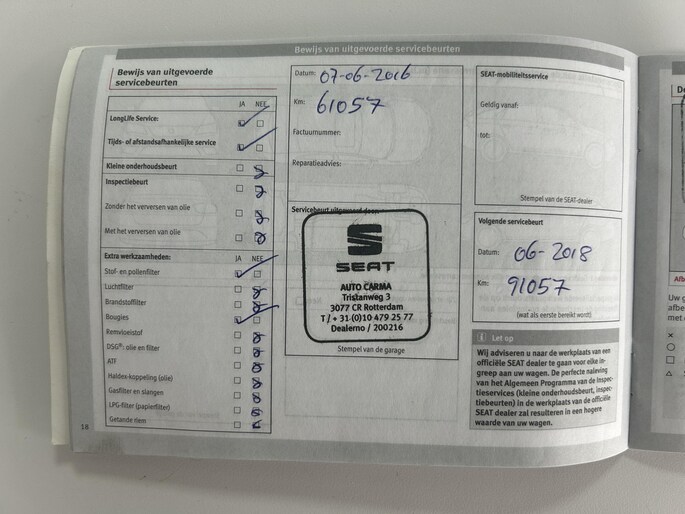 Bewijs van uitgevoerde servicebeurten
Bewijs van uitgevoerde
servicebeurten
JA NEE
LongLife Service:
Tijds- of afstandsafhankelijke service
Kleine onderhoudsbeurt
Inspectiebeurt
Zonder het verversen van olie
Met het verversen van olie
Extra werkzaamheden: JA NEE
Stof- en pollenfilter
Luchtfilter
Brandstoffilter
Bougies
Remvloeistof
DSG®: olie en filter
ATF
Haldex-koppeling (olie)
Gasfilter en slangen
LPG-filter (papierfilter)
Getande riem
18
Datum: 07-06-2016
Km: 61057
Factuurnummer:
Reparatieadvies:
Servicebeurt uitgevoerd door:
SEAT
AUTO CARMA
Tristanweg 3
3077 CR Rotterdam
T/+31-(0)10 479 25 77
Dealerno / 200216
Stempel van de garage
SEAT-mobiliteitsservice
Geldig vanaf:
tot:
Stempel van de SEAT-dealer
Volgende servicebeurt
Datum: 06-2018
Km: 91057
(wat als eerste bereikt wordt)
i Let op
Wij adviseren u naar de werkplaats van een
officiële SEAT dealer te gaan voor elke in-
greep aan uw wagen. De perfecte naleving
van het Algemeen Programma van de Inspec-
tieservices (kleine onderhoudsbeurt, inspec-
tiebeurten) in de werkplaats van de officiële
SEAT dealer zal resulteren in een hogere
waarde van uw wagen.